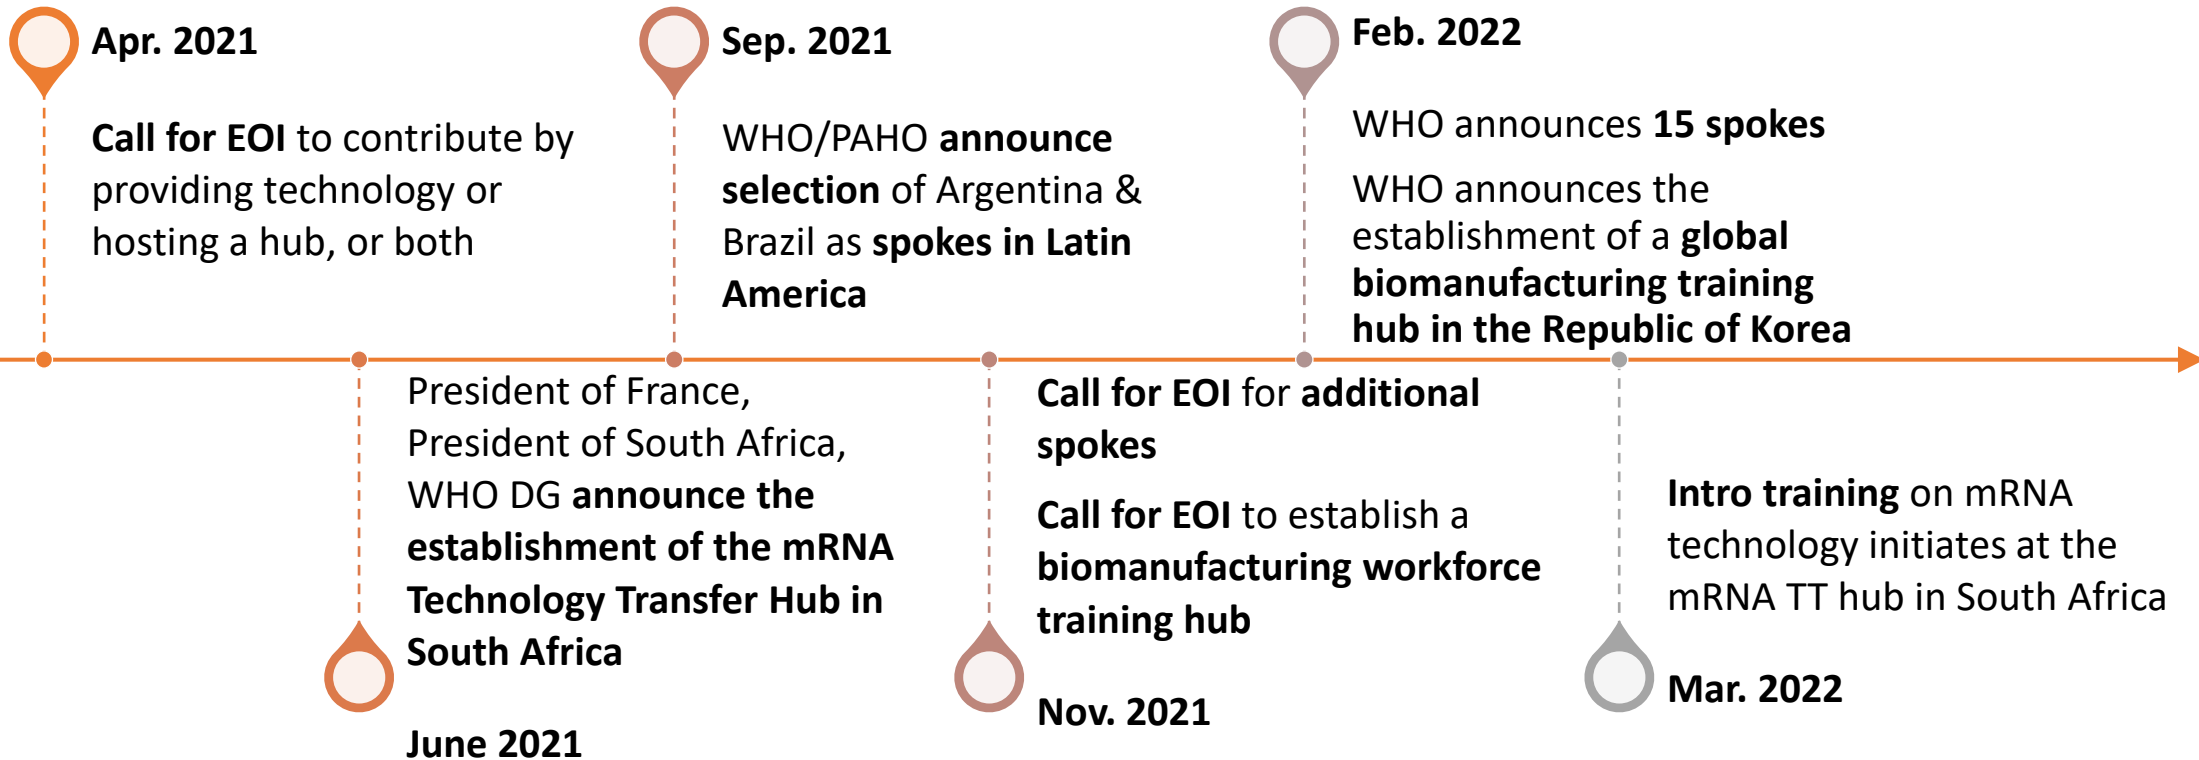 Apr. 2021
Call for EOI to contribute by
providing technology or
hosting a hub, or both
President of France,
President of South Africa,
WHO DG announce the
establishment of the mRNA
Technology Transfer Hub in
South Africa
June 2021
Sep. 2021
WHO/PAHO announce
selection of Argentina &
Brazil as spokes in Latin
America
Call for EOI for additional
spokes
Call for EOI to establish a
biomanufacturing workforce
training hub
Nov. 2021
Feb. 2022
WHO announces 15 spokes
WHO announces the
establishment of a global
biomanufacturing training
hub in the Republic of Korea
Intro training on mRNA
technology initiates at the
mRNA TT hub in South Africa
Mar. 2022